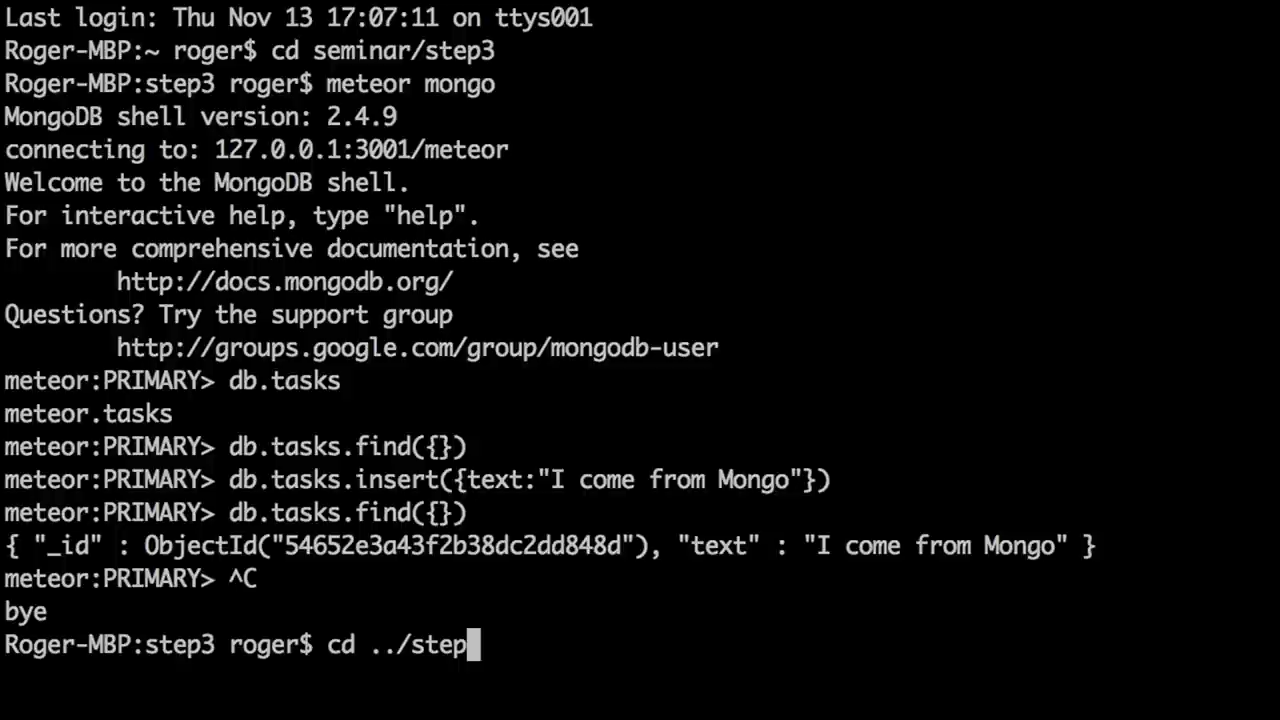 Last login: Thu Nov 13 17:07:11 on ttys001
Roger-MBP:~ roger$ cd seminar/step3
Roger-MBP:step3 roger$ meteor mongo
MongoDB shell version: 2.4.9
connecting to: 127.0.0.1:3001/meteor
Welcome to the MongoDB shell.
For interactive help, type "help".
For more comprehensive documentation, see
http://docs.mongodb.org/
Questions? Try the support group
http://groups.google.com/group/mongodb-user
meteor:PRIMARY> db.tasks
meteor.tasks
meteor:PRIMARY> db.tasks.find({})
meteor:PRIMARY> db.tasks.insert({text:"I come from Mongo"})
meteor:PRIMARY> db.tasks.find({})
{ "_id" : ObjectId("54652e3a43f2b38dc2dd848d"), "text" : "I come from Mongo" }
meteor:PRIMARY> ^C
bye
Roger-MBP:step3 roger$ cd ../step